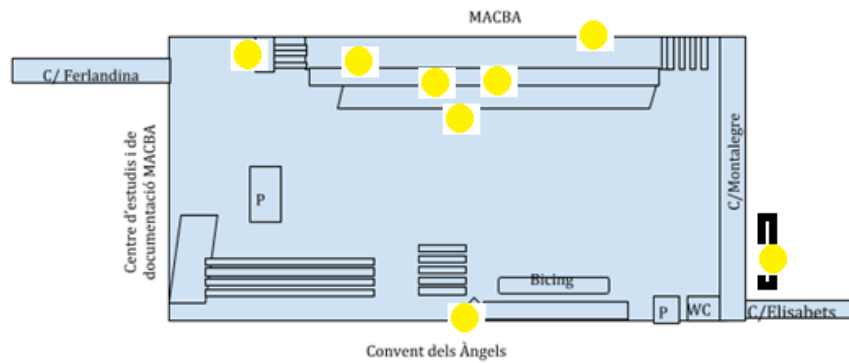 MACBA
C/ Ferlandina
C/Montalegre
Centre d'estudis i de
documentació MACBA
P
Bicing
P
WC
C/Elisabets
Convent dels Àngels